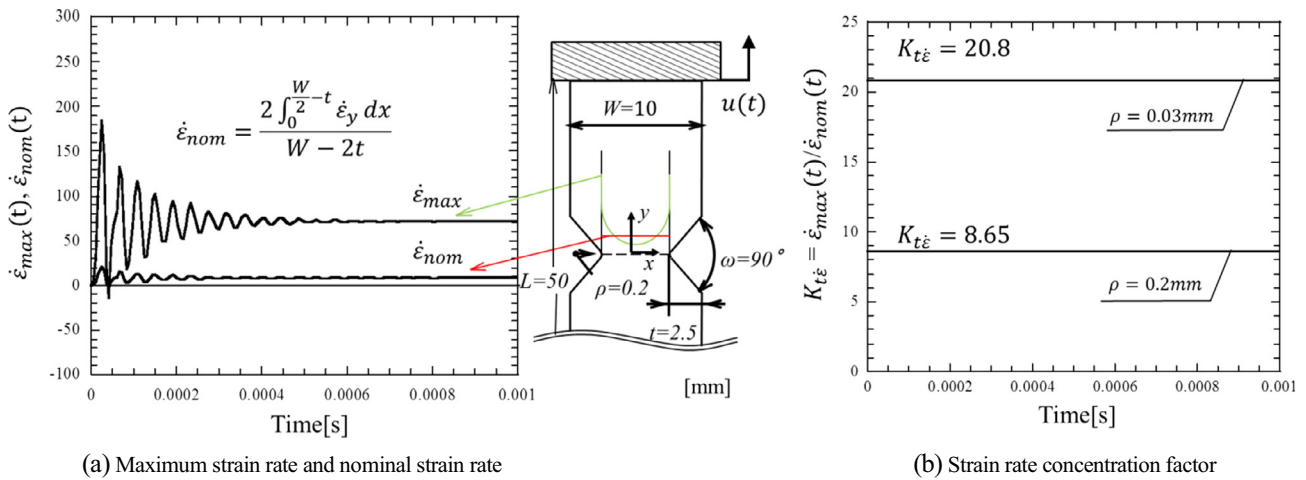 300
250
200
150
100
50
0
-50
-100
ε̇max(t), ε̇nom(t)
ε̇nom = 2∫₀^(W/2−t) ε̇y dx / (W − 2t)
ε̇max
ε̇nom
0 0.0002 0.0004 0.0006 0.0008 0.001
Time[s]
u(t)
W=10
y
x
L=50
ρ=0.2
ω=90°
t=2.5
[mm]
25
20
15
10
5
0
Ktε̇ = ε̇max(t)/ε̇nom(t)
Ktε̇ = 20.8
ρ = 0.03mm
Ktε̇ = 8.65
ρ = 0.2mm
0 0.0002 0.0004 0.0006 0.0008 0.001
Time[s]
(a) Maximum strain rate and nominal strain rate
(b) Strain rate concentration factor